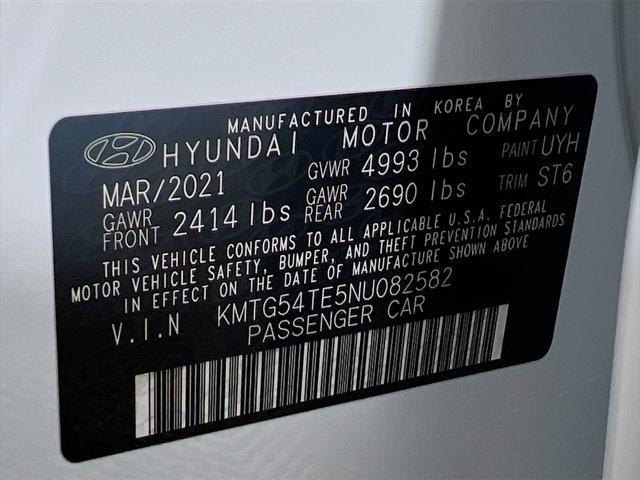 MANUFACTURED IN KOREA BY
HYUNDAI MOTOR COMPANY
MAR/2021 GVWR 4993 lbs PAINT UYH
GAWR FRONT 2414 lbs GAWR REAR 2690 lbs TRIM ST6
THIS VEHICLE CONFORMS TO ALL APPLICABLE U.S.A. FEDERAL
MOTOR VEHICLE SAFETY, BUMPER, AND THEFT PREVENTION STANDARDS
IN EFFECT ON THE DATE OF MANUFACTURE SHOWN ABOVE
V.I.N KMTG54TE5NU082582
PASSENGER CAR